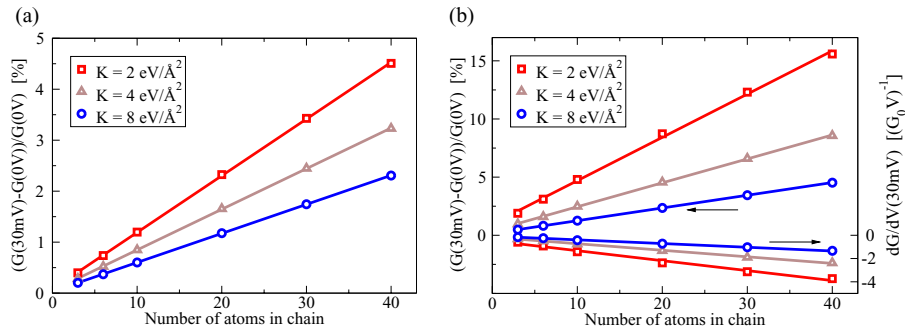 (a)
5
4
3
2
1
0
0
10
20
30
40
Number of atoms in chain
(G(30mV)-G(0V))/G(0V) [%]
K = 2 eV/Å²
K = 4 eV/Å²
K = 8 eV/Å²
(b)
15
10
5
0
0
10
20
30
40
Number of atoms in chain
(G(30mV)-G(0V))/G(0V) [%]
K = 2 eV/Å²
K = 4 eV/Å²
K = 8 eV/Å²
0
-2
-4
dG/dV(30mV) [(G₀V)⁻¹]